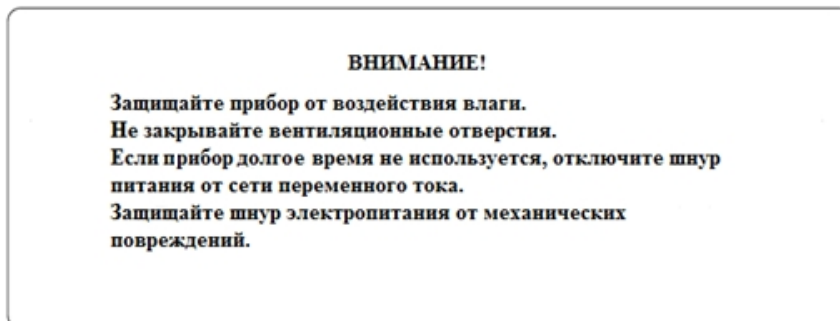 ВНИМАНИЕ!
Защищайте прибор от воздействия влаги.
Не закрывайте вентиляционные отверстия.
Если прибор долгое время не используется, отключите шнур
питания от сети переменного тока.
Защищайте шнур электропитания от механических
повреждений.